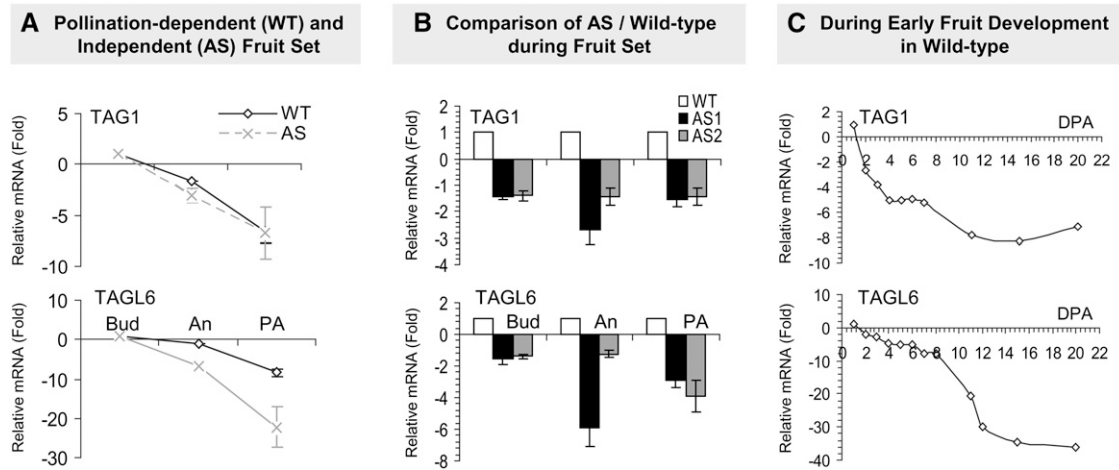 A Pollination-dependent (WT) and
Independent (AS) Fruit Set
B Comparison of AS / Wild-type
during Fruit Set
C During Early Fruit Development
in Wild-type
Relative mRNA (Fold)
5
0
-5
-10
TAG1
WT
AS
Relative mRNA (Fold)
10
0
-10
-20
-30
TAGL6
Bud An PA
Relative mRNA (Fold)
2
1
0
-1
-2
-3
-4
TAG1
WT
AS1
AS2
Relative mRNA (Fold)
2
0
-2
-4
-6
-8
TAGL6
Bud An PA
Relative mRNA (Fold)
2
0
-2
-4
-6
-8
-10
TAG1
DPA
0 2 4 6 8 10 12 14 16 18 20 22
Relative mRNA (Fold)
10
0
-10
-20
-30
-40
TAGL6
DPA
0 2 4 6 8 10 12 14 16 18 20 22